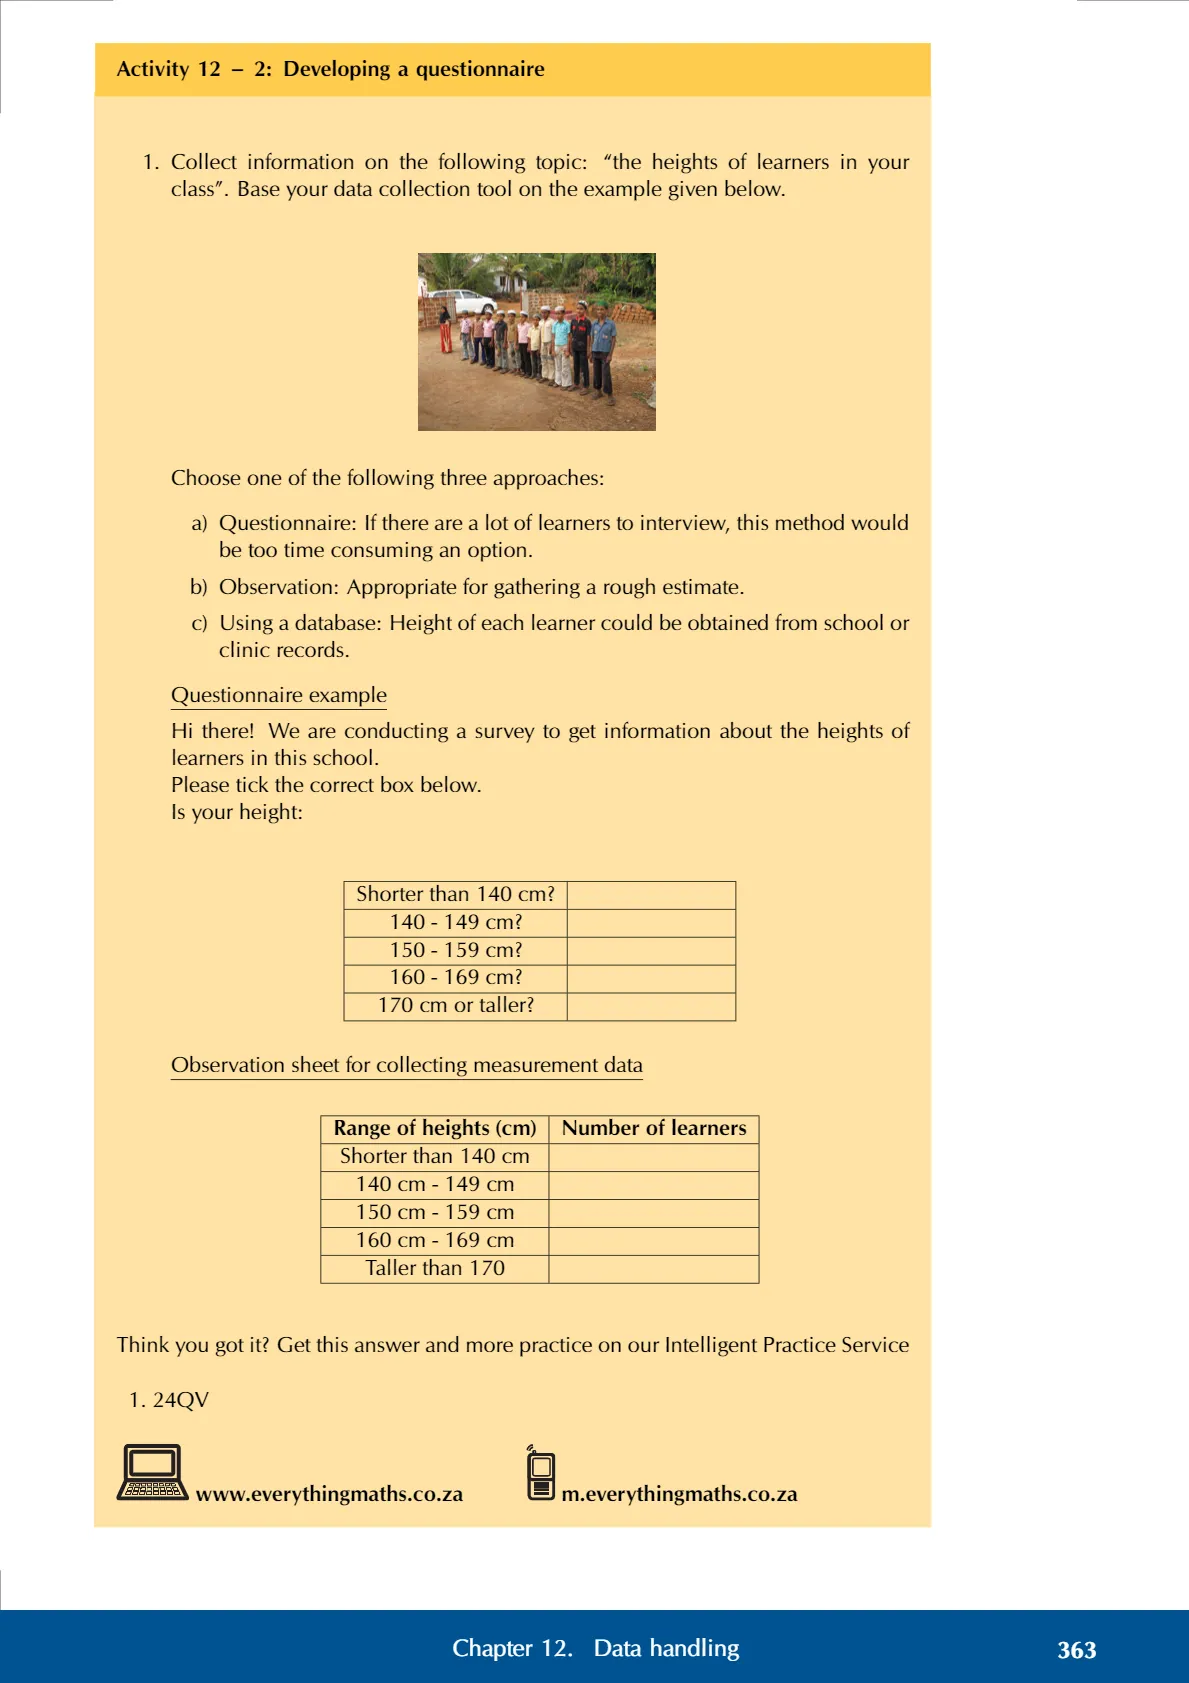 Activity 12 – 2: Developing a questionnaire
1. Collect information on the following topic: “the heights of learners in your
class”. Base your data collection tool on the example given below.
Choose one of the following three approaches:
a) Questionnaire: If there are a lot of learners to interview, this method would
be too time consuming an option.
b) Observation: Appropriate for gathering a rough estimate.
c) Using a database: Height of each learner could be obtained from school or
clinic records.
Questionnaire example
Hi there! We are conducting a survey to get information about the heights of
learners in this school.
Please tick the correct box below.
Is your height:
Shorter than 140 cm?
140 - 149 cm?
150 - 159 cm?
160 - 169 cm?
170 cm or taller?
Observation sheet for collecting measurement data
Range of heights (cm) Number of learners
Shorter than 140 cm
140 cm - 149 cm
150 cm - 159 cm
160 cm - 169 cm
Taller than 170
Think you got it? Get this answer and more practice on our Intelligent Practice Service
1. 24QV
www.everythingmaths.co.za m.everythingmaths.co.za
Chapter 12. Data handling 363